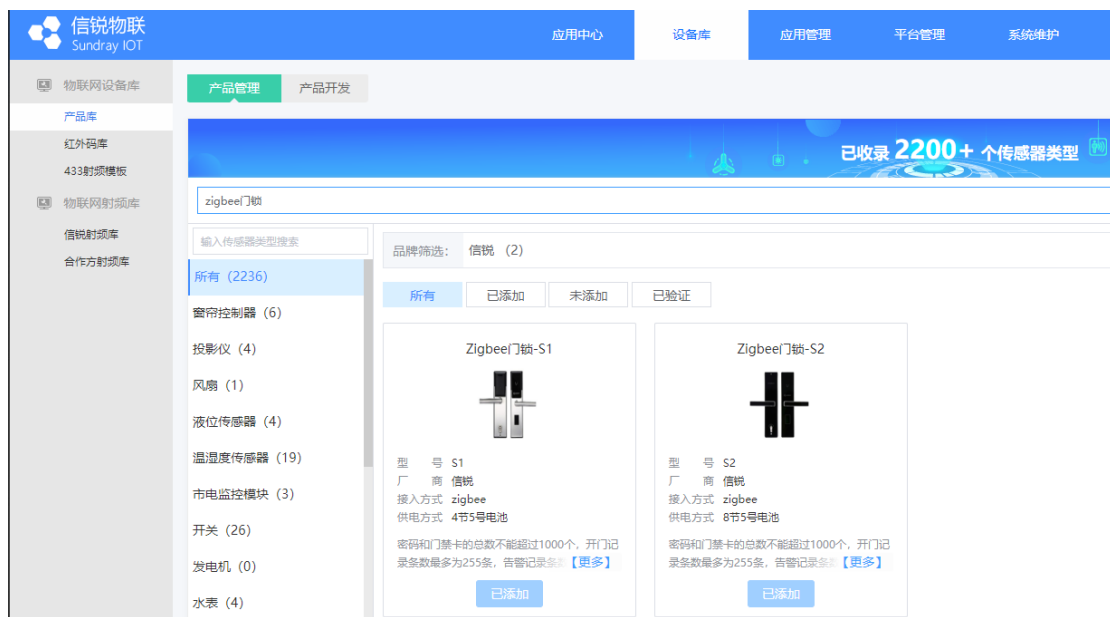 信锐物联
Sundray IOT
应用中心 设备库 应用管理 平台管理 系统维护
物联网设备库
产品库
红外码库
433射频模板
物联网射频库
信锐射频库
合作方射频库
产品管理 产品开发
已收录 2200+ 个传感器类型
zigbee门锁
输入传感器类型搜索
所有 (2236)
窗帘控制器 (6)
投影仪 (4)
风扇 (1)
液位传感器 (4)
温湿度传感器 (19)
市电监控模块 (3)
开关 (26)
发电机 (0)
水表 (4)
品牌筛选: 信锐 (2)
所有 已添加 未添加 已验证
Zigbee门锁-S1
型 号 S1
厂 商 信锐
接入方式 zigbee
供电方式 4节5号电池
密码和门禁卡的总数不能超过1000个，开门记
录条数最多为255条，告警记录条【更多】
已添加
Zigbee门锁-S2
型 号 S2
厂 商 信锐
接入方式 zigbee
供电方式 8节5号电池
密码和门禁卡的总数不能超过1000个，开门记
录条数最多为255条，告警记录条【更多】
已添加